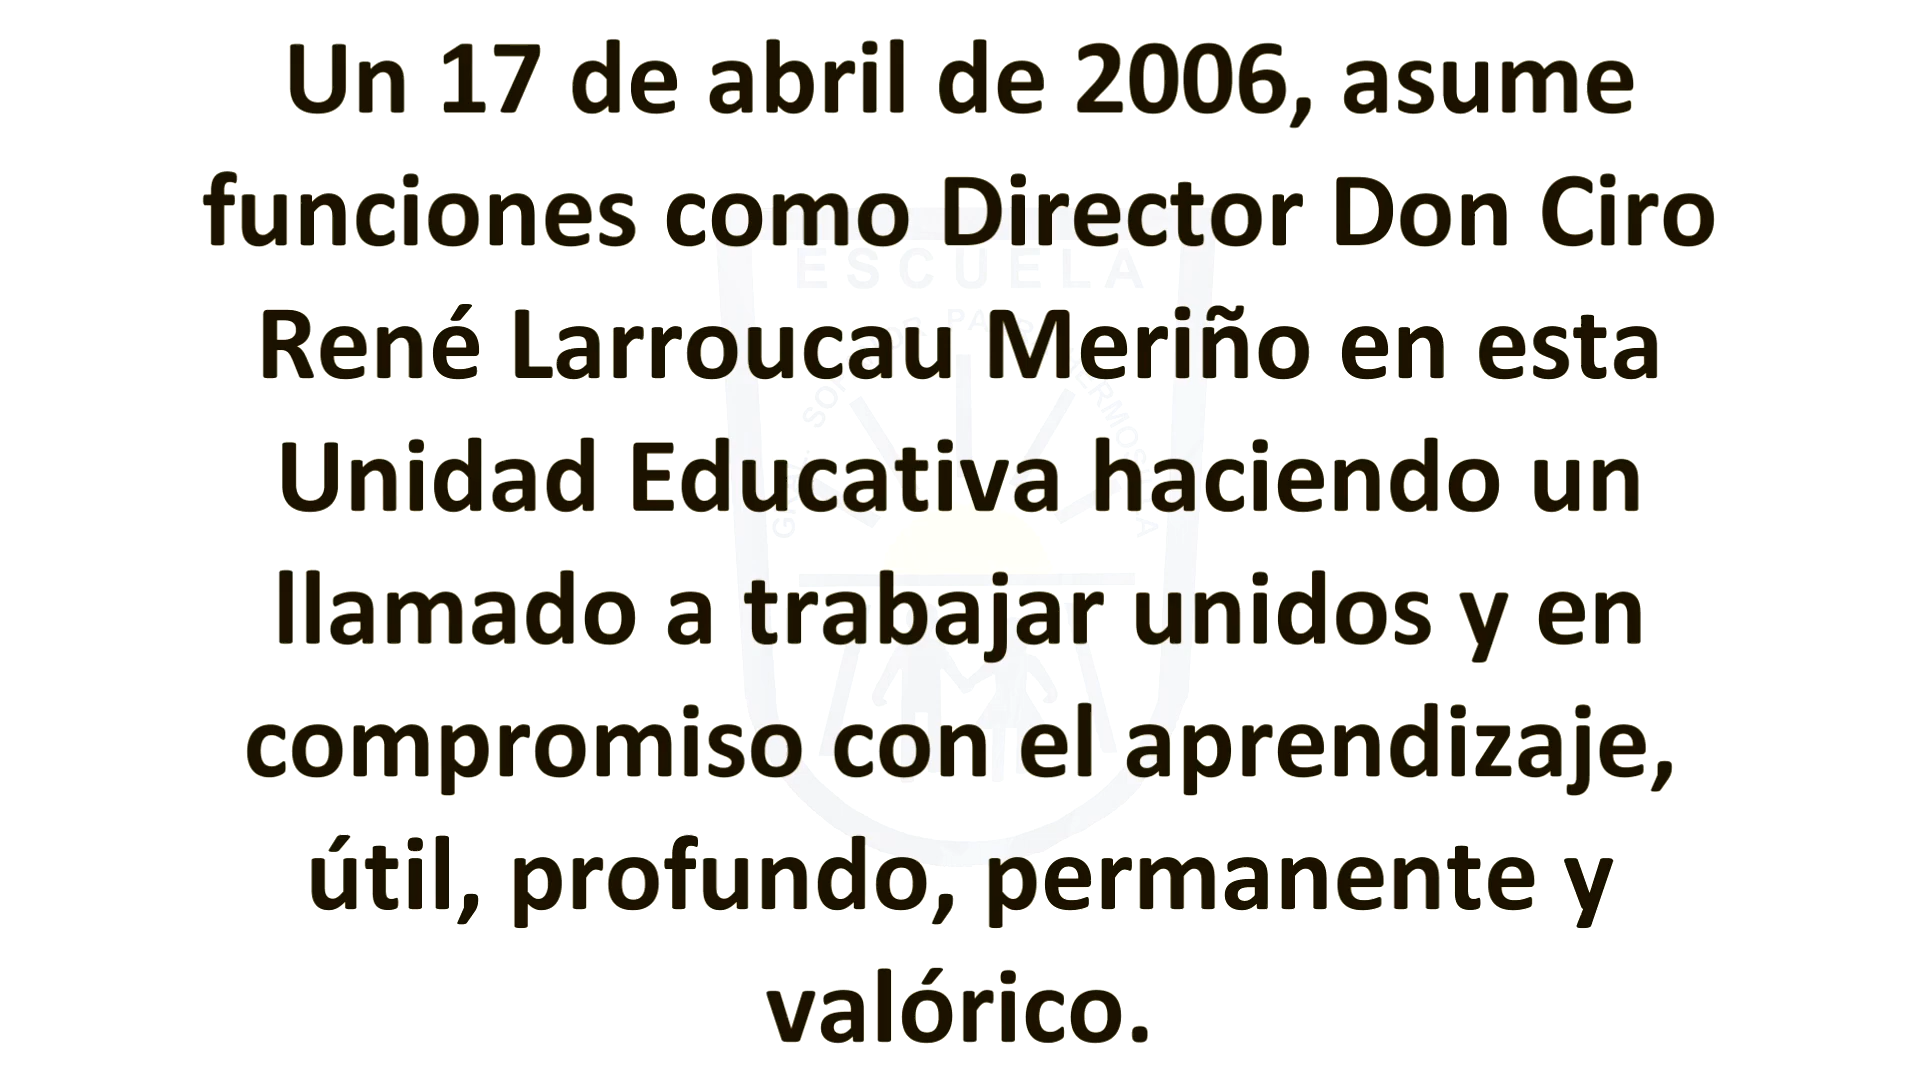 Un 17 de abril de 2006, asume
funciones como Director Don Ciro
René Larroucau Meriño en esta
Unidad Educativa haciendo un
llamado a trabajar unidos y en
compromiso con el aprendizaje,
útil, profundo, permanente y
valórico.
ESCUELA